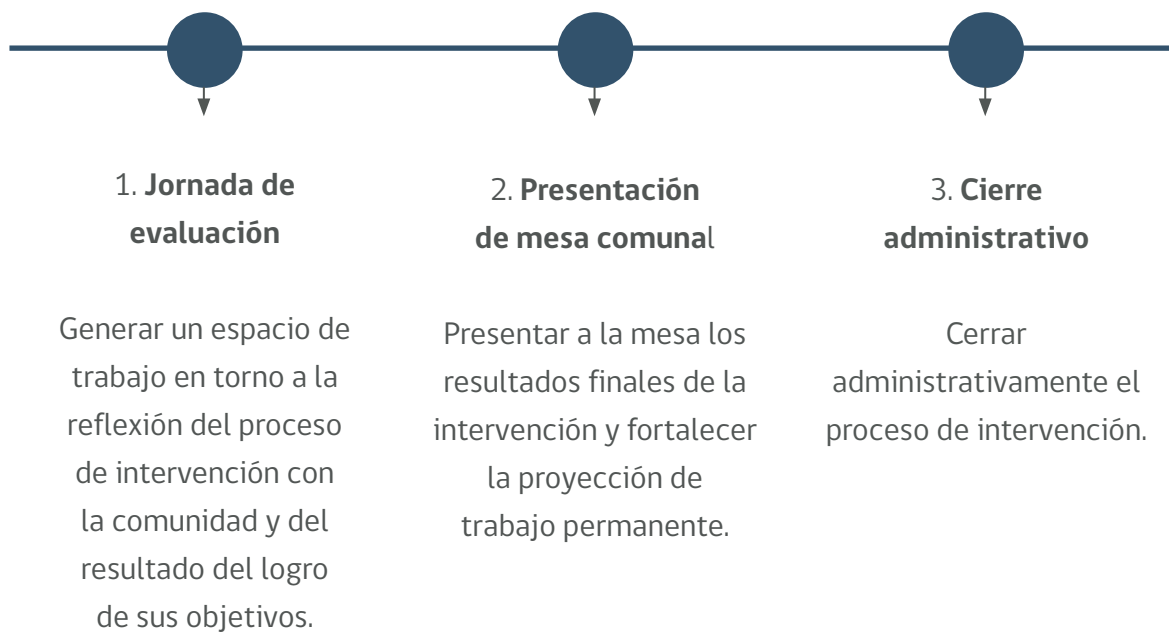 1. Jornada de
evaluación
Generar un espacio de
trabajo en torno a la
reflexión del proceso
de intervención con
la comunidad y del
resultado del logro
de sus objetivos.
2. Presentación
de mesa comunal
Presentar a la mesa los
resultados finales de la
intervención y fortalecer
la proyección de
trabajo permanente.
3. Cierre
administrativo
Cerrar
administrativamente el
proceso de intervención.